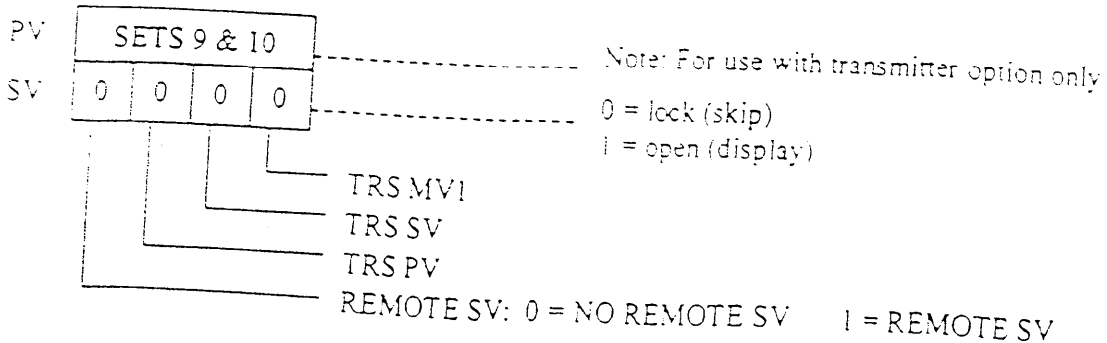 PV SETS 9 & 10
Note: For use with transmitter option only
SV 0 0 0 0
0 = lock (skip)
1 = open (display)
TRS MV1
TRS SV
TRS PV
REMOTE SV: 0 = NO REMOTE SV 1 = REMOTE SV